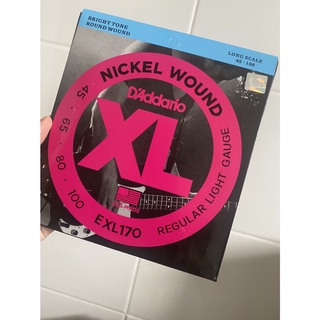 BRIGHT TONE
ROUND WOUND
LONG SCALE
45 - 100
NICKEL WOUND
D'Addario
XL
45 · 65 · 80 · 100
EXL170
REGULAR LIGHT GAUGE